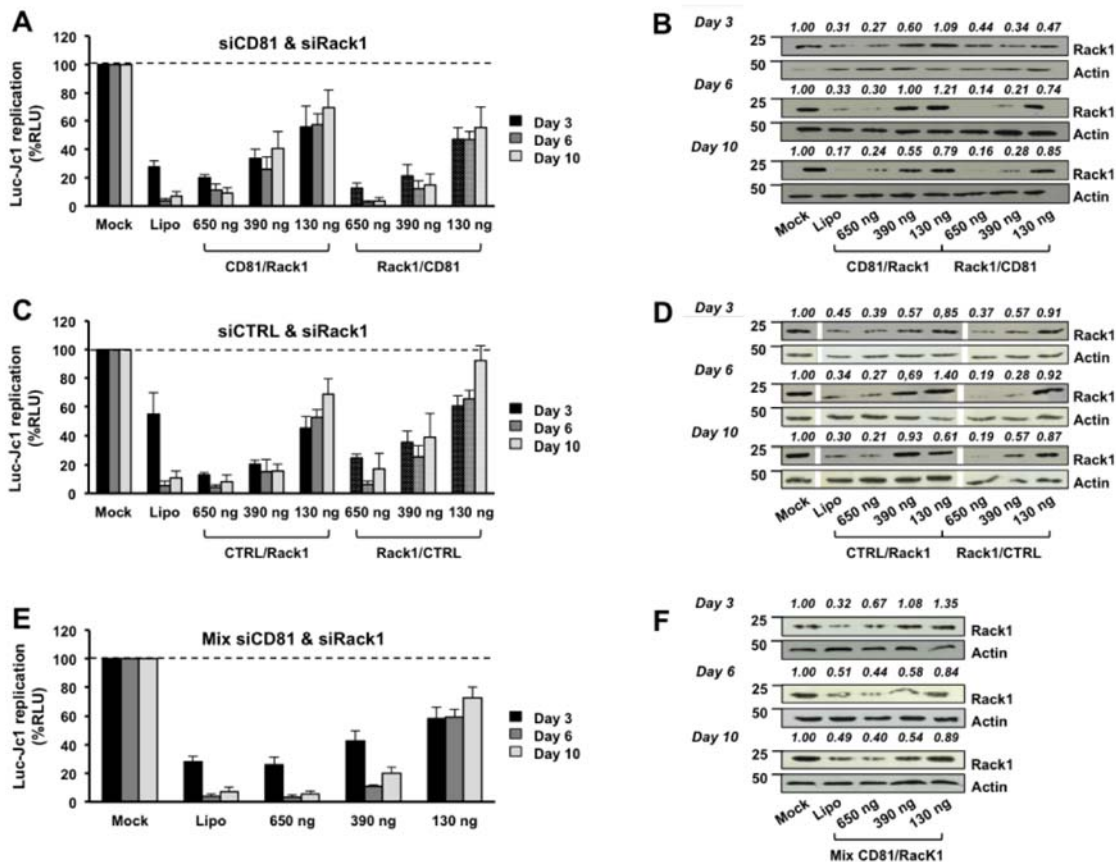 A
siCD81 & siRack1
Luc-Jc1 replication
(%RLU)
120
100
80
60
40
20
0
Day 3
Day 6
Day 10
Mock Lipo 650 ng 390 ng 130 ng 650 ng 390 ng 130 ng
CD81/Rack1 Rack1/CD81
B
Day 3 1.00 0.31 0.27 0.60 1.09 0.44 0.34 0.47
25 Rack1
50 Actin
Day 6 1.00 0.33 0.30 1.00 1.21 0.14 0.21 0.74
25 Rack1
50 Actin
Day 10 1.00 0.17 0.24 0.55 0.79 0.16 0.28 0.85
25 Rack1
50 Actin
Mock Lipo 650 ng 390 ng 130 ng 650 ng 390 ng 130 ng
CD81/Rack1 Rack1/CD81
C
siCTRL & siRack1
Luc-Jc1 replication
(%RLU)
120
100
80
60
40
20
0
Day 3
Day 6
Day 10
Mock Lipo 650 ng 390 ng 130 ng 650 ng 390 ng 130 ng
CTRL/Rack1 Rack1/CTRL
D
Day 3 1.00 0.45 0.39 0.57 0,85 0.37 0.57 0.91
25 Rack1
50 Actin
Day 6 1.00 0.34 0.27 0,69 1.40 0.19 0.28 0.92
25 Rack1
50 Actin
Day 10 1.00 0.30 0.21 0.93 0.61 0.19 0.57 0.87
25 Rack1
50 Actin
Mock Lipo 650 ng 390 ng 130 ng 650 ng 390 ng 130 ng
CTRL/Rack1 Rack1/CTRL
E
Mix siCD81 & siRack1
Luc-Jc1 replication
(%RLU)
120
100
80
60
40
20
0
Day 3
Day 6
Day 10
Mock Lipo 650 ng 390 ng 130 ng
F
Day 3 1.00 0.32 0.67 1.08 1.35
25 Rack1
50 Actin
Day 6 1.00 0.51 0.44 0.58 0.84
25 Rack1
50 Actin
Day 10 1.00 0.49 0.40 0.54 0.89
25 Rack1
50 Actin
Mock Lipo 650 ng 390 ng 130 ng
Mix CD81/RacK1